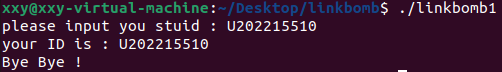 xxy@xxy-virtual-machine:~/Desktop/linkbomb$ ./linkbomb1
please input you stuid : U202215510
your ID is : U202215510
Bye Bye !